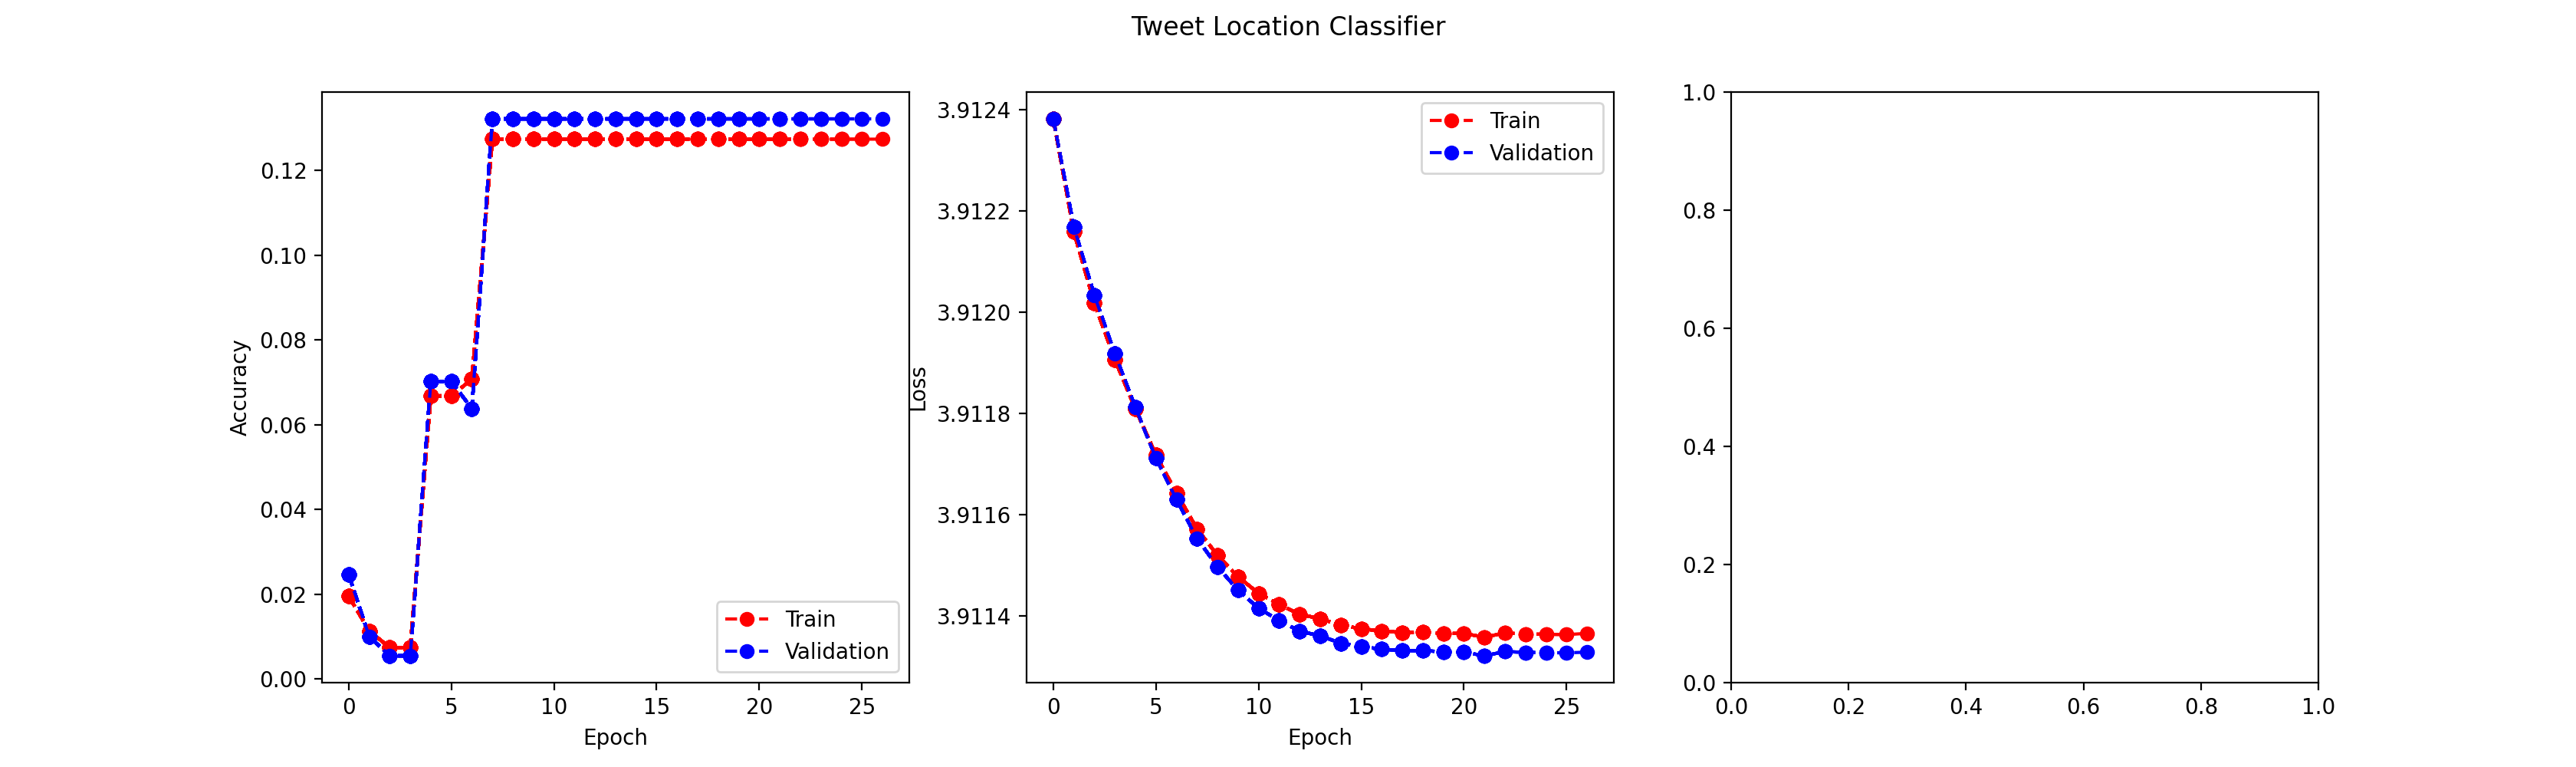 Tweet Location Classifier
Accuracy
0.12
0.10
0.08
0.06
0.04
0.02
0.00
Train
Validation
0 5 10 15 20 25
Epoch
Loss
3.9124
3.9122
3.9120
3.9118
3.9116
3.9114
Train
Validation
0 5 10 15 20 25
Epoch
1.0
0.8
0.6
0.4
0.2
0.0
0.0 0.2 0.4 0.6 0.8 1.0